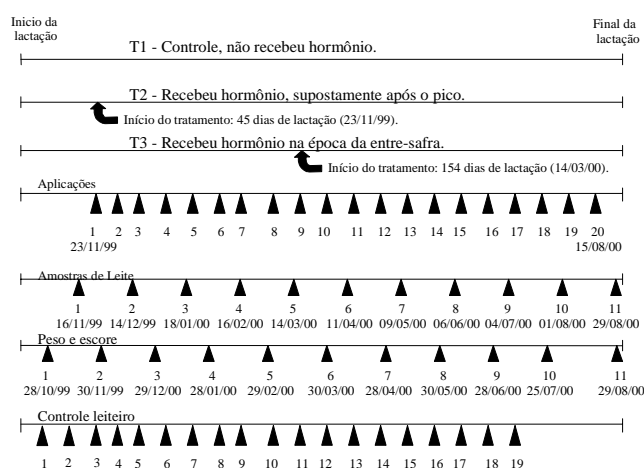 Inicio da
lactação
Final da
lactação
T1 - Controle, não recebeu hormônio.
T2 - Recebeu hormônio, supostamente após o pico.
Início do tratamento: 45 dias de lactação (23/11/99).
T3 - Recebeu hormônio na época da entre-safra.
Início do tratamento: 154 dias de lactação (14/03/00).
Aplicações
1 2 3 4 5 6 7 8 9 10 11 12 13 14 15 16 17 18 19 20
23/11/99 15/08/00
Amostras de Leite
1 2 3 4 5 6 7 8 9 10 11
16/11/99 14/12/99 18/01/00 16/02/00 14/03/00 11/04/00 09/05/00 06/06/00 04/07/00 01/08/00 29/08/00
Peso e escore
1 2 3 4 5 6 7 8 9 10 11
28/10/99 30/11/99 29/12/00 28/01/00 29/02/00 30/03/00 28/04/00 30/05/00 28/06/00 25/07/00 29/08/00
Controle leiteiro
1 2 3 4 5 6 7 8 9 10 11 12 13 14 15 16 17 18 19